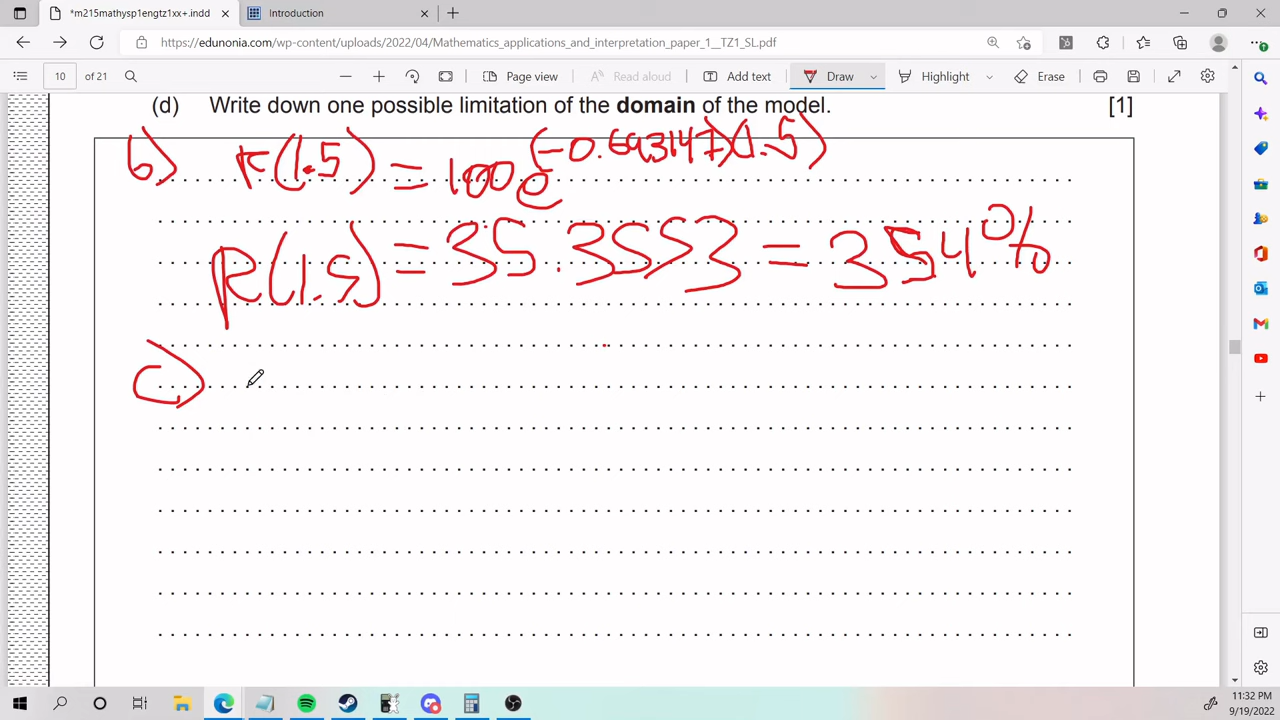 *m215mathysp1engtz1xx+.indd
Introduction
https://edunonia.com/wp-content/uploads/2022/04/Mathematics_applications_and_interpretation_paper_1__TZ1_SL.pdf
10 of 21
Page view
Read aloud
Add text
Draw
Highlight
Erase
(d) Write down one possible limitation of the domain of the model. [1]
b) R(1.5) = 100e^(-0.693147)(1.5)
R(1.5) = 35.3553 = 35.4%
c)
11:32 PM
9/19/2022